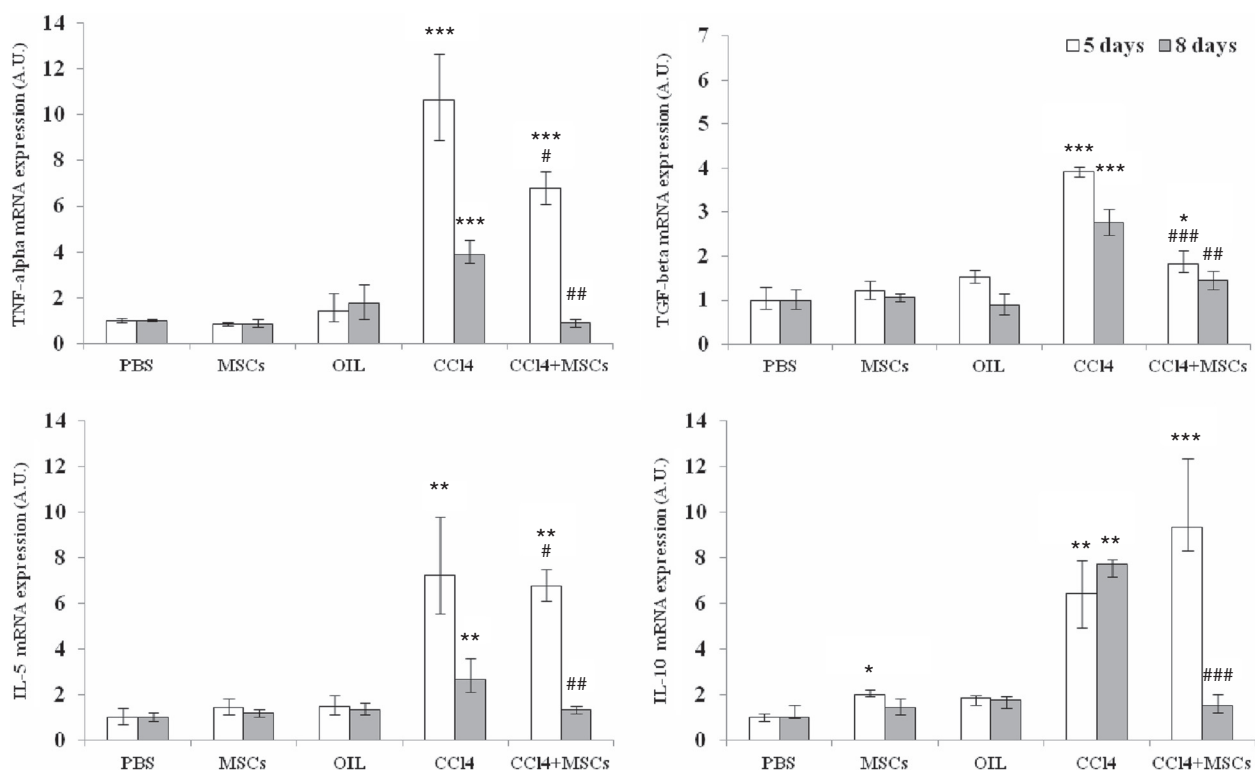 TNF-alpha mRNA expression (A.U.)
14
12
10
8
6
4
2
0
***
***
***
#
##
PBS
MSCs
OIL
CCl4
CCl4+MSCs
TGF-beta mRNA expression (A.U.)
7
6
5
4
3
2
1
0
5 days
8 days
***
***
*
###
##
PBS
MSCs
OIL
CCl4
CCl4+MSCs
IL-5 mRNA expression (A.U.)
14
12
10
8
6
4
2
0
**
**
**
#
##
PBS
MSCs
OIL
CCl4
CCl4+MSCs
IL-10 mRNA expression (A.U.)
14
12
10
8
6
4
2
0
*
**
**
***
###
PBS
MSCs
OIL
CCl4
CCl4+MSCs